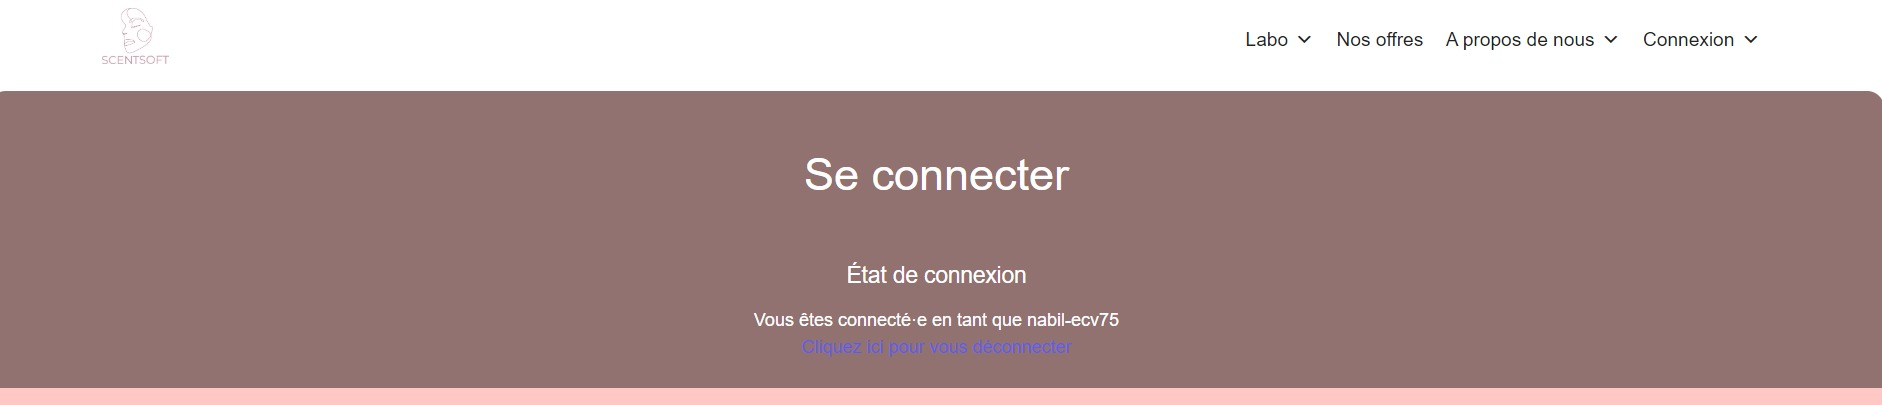 SCENTSOFT
Labo Nos offres A propos de nous Connexion
Se connecter
État de connexion
Vous êtes connecté·e en tant que nabil-ecv75
Cliquez ici pour vous déconnecter